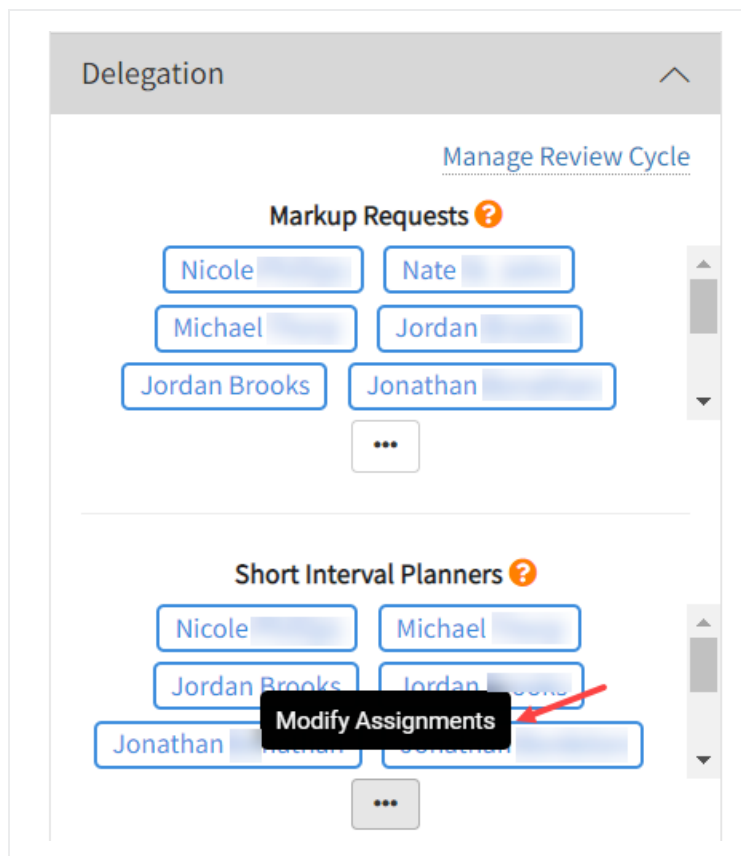 Delegation
Manage Review Cycle
Markup Requests ?
Nicole Nate
Michael Jordan
Jordan Brooks Jonathan
•••
Short Interval Planners ?
Nicole Michael
Jordan Brooks Jordan
Modify Assignments
Jonathan Jonathan
•••